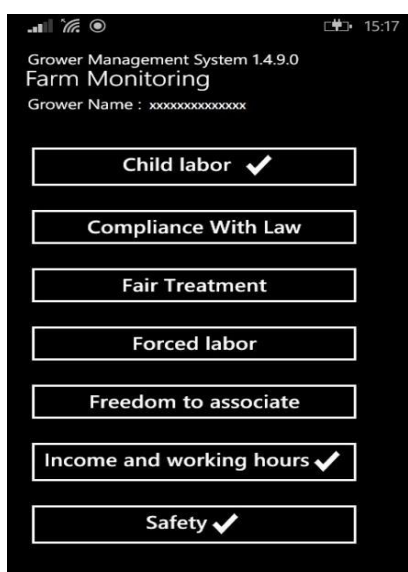 15:17
Grower Management System 1.4.9.0
Farm Monitoring
Grower Name : xxxxxxxxxxxxxx
Child labor
Compliance With Law
Fair Treatment
Forced labor
Freedom to associate
Income and working hours
Safety